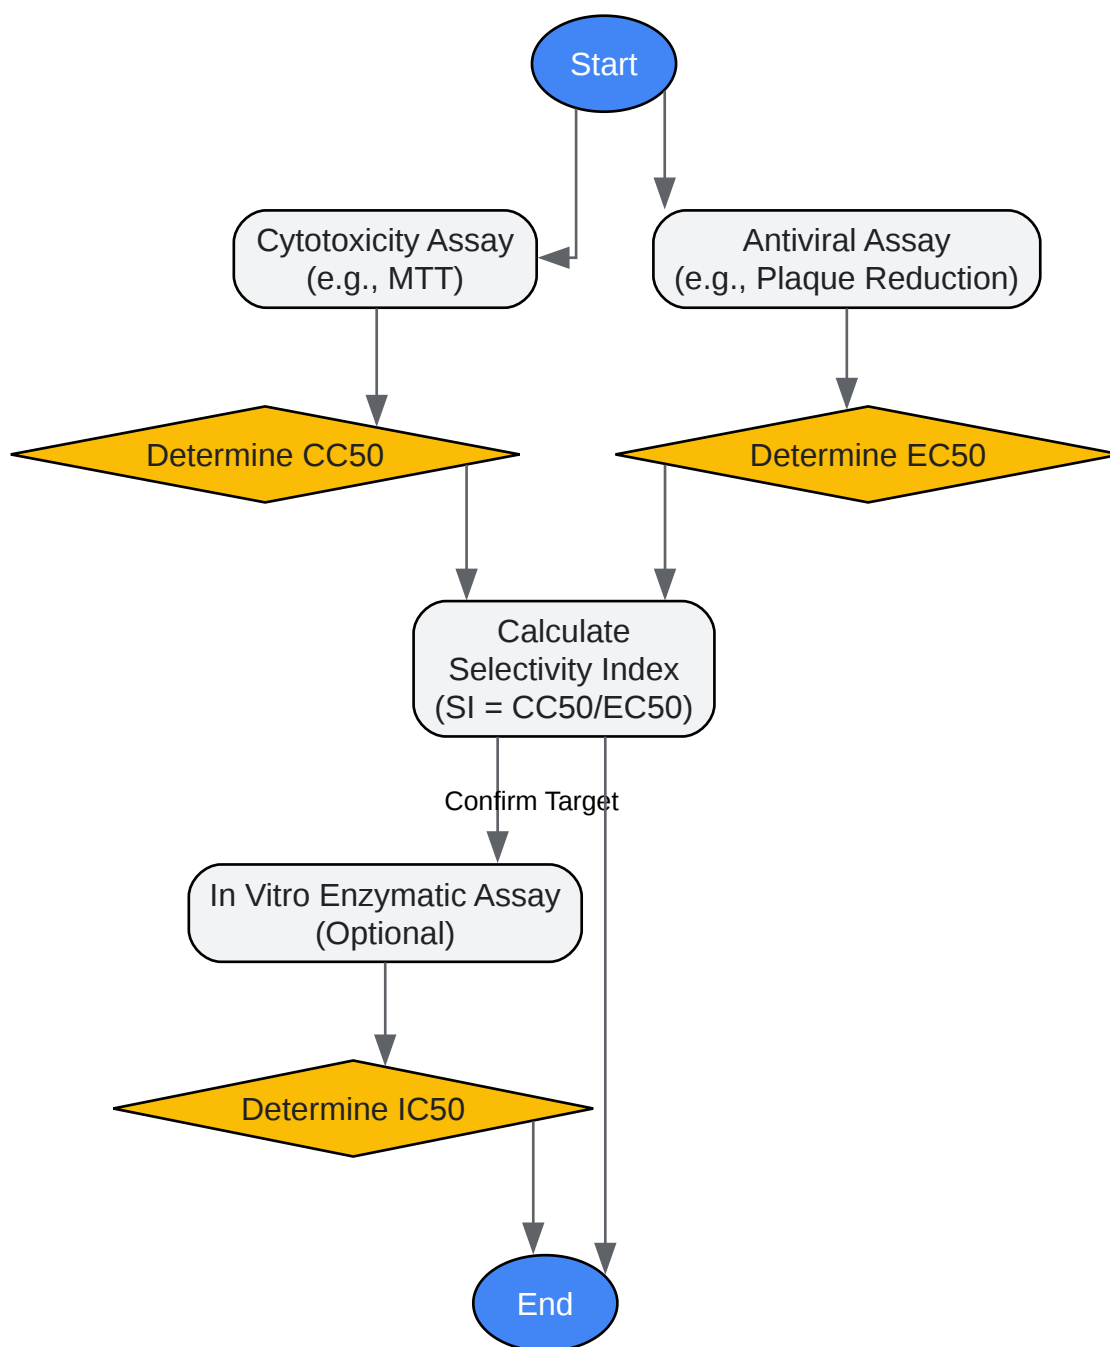 Start
Cytotoxicity Assay
(e.g., MTT)
Antiviral Assay
(e.g., Plaque Reduction)
Determine CC50
Determine EC50
Calculate
Selectivity Index
(SI = CC50/EC50)
Confirm Target
In Vitro Enzymatic Assay
(Optional)
Determine IC50
End